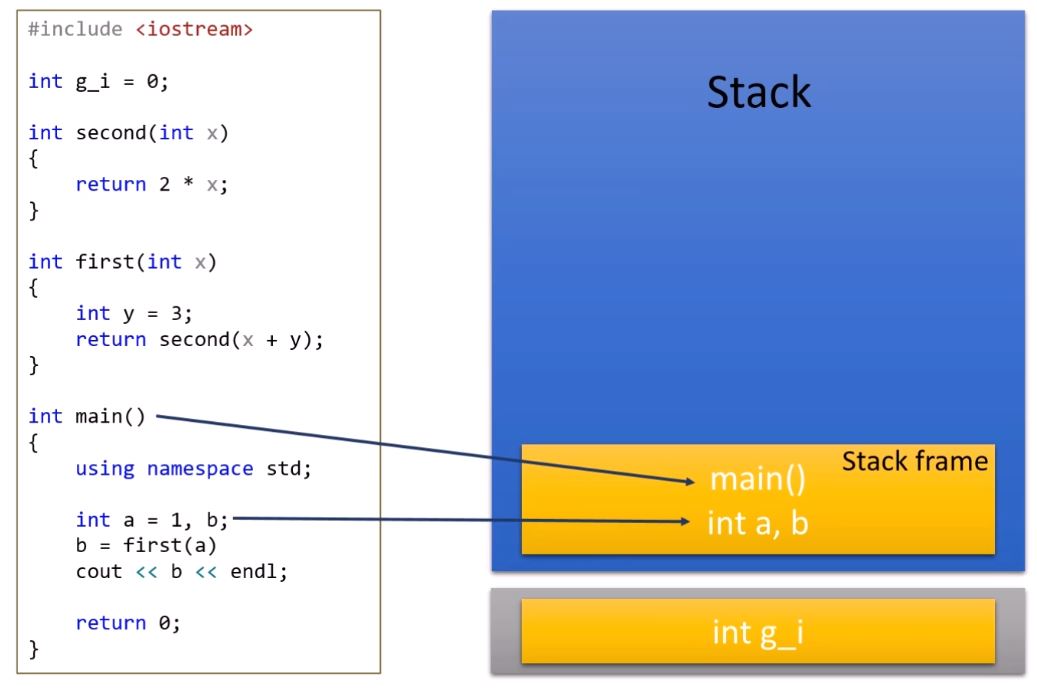 #include <iostream>
int g_i = 0;
int second(int x)
{
return 2 * x;
}
int first(int x)
{
int y = 3;
return second(x + y);
}
int main()
{
using namespace std;
int a = 1, b;
b = first(a)
cout << b << endl;
return 0;
}
Stack
Stack frame
main()
int a, b
int g_i